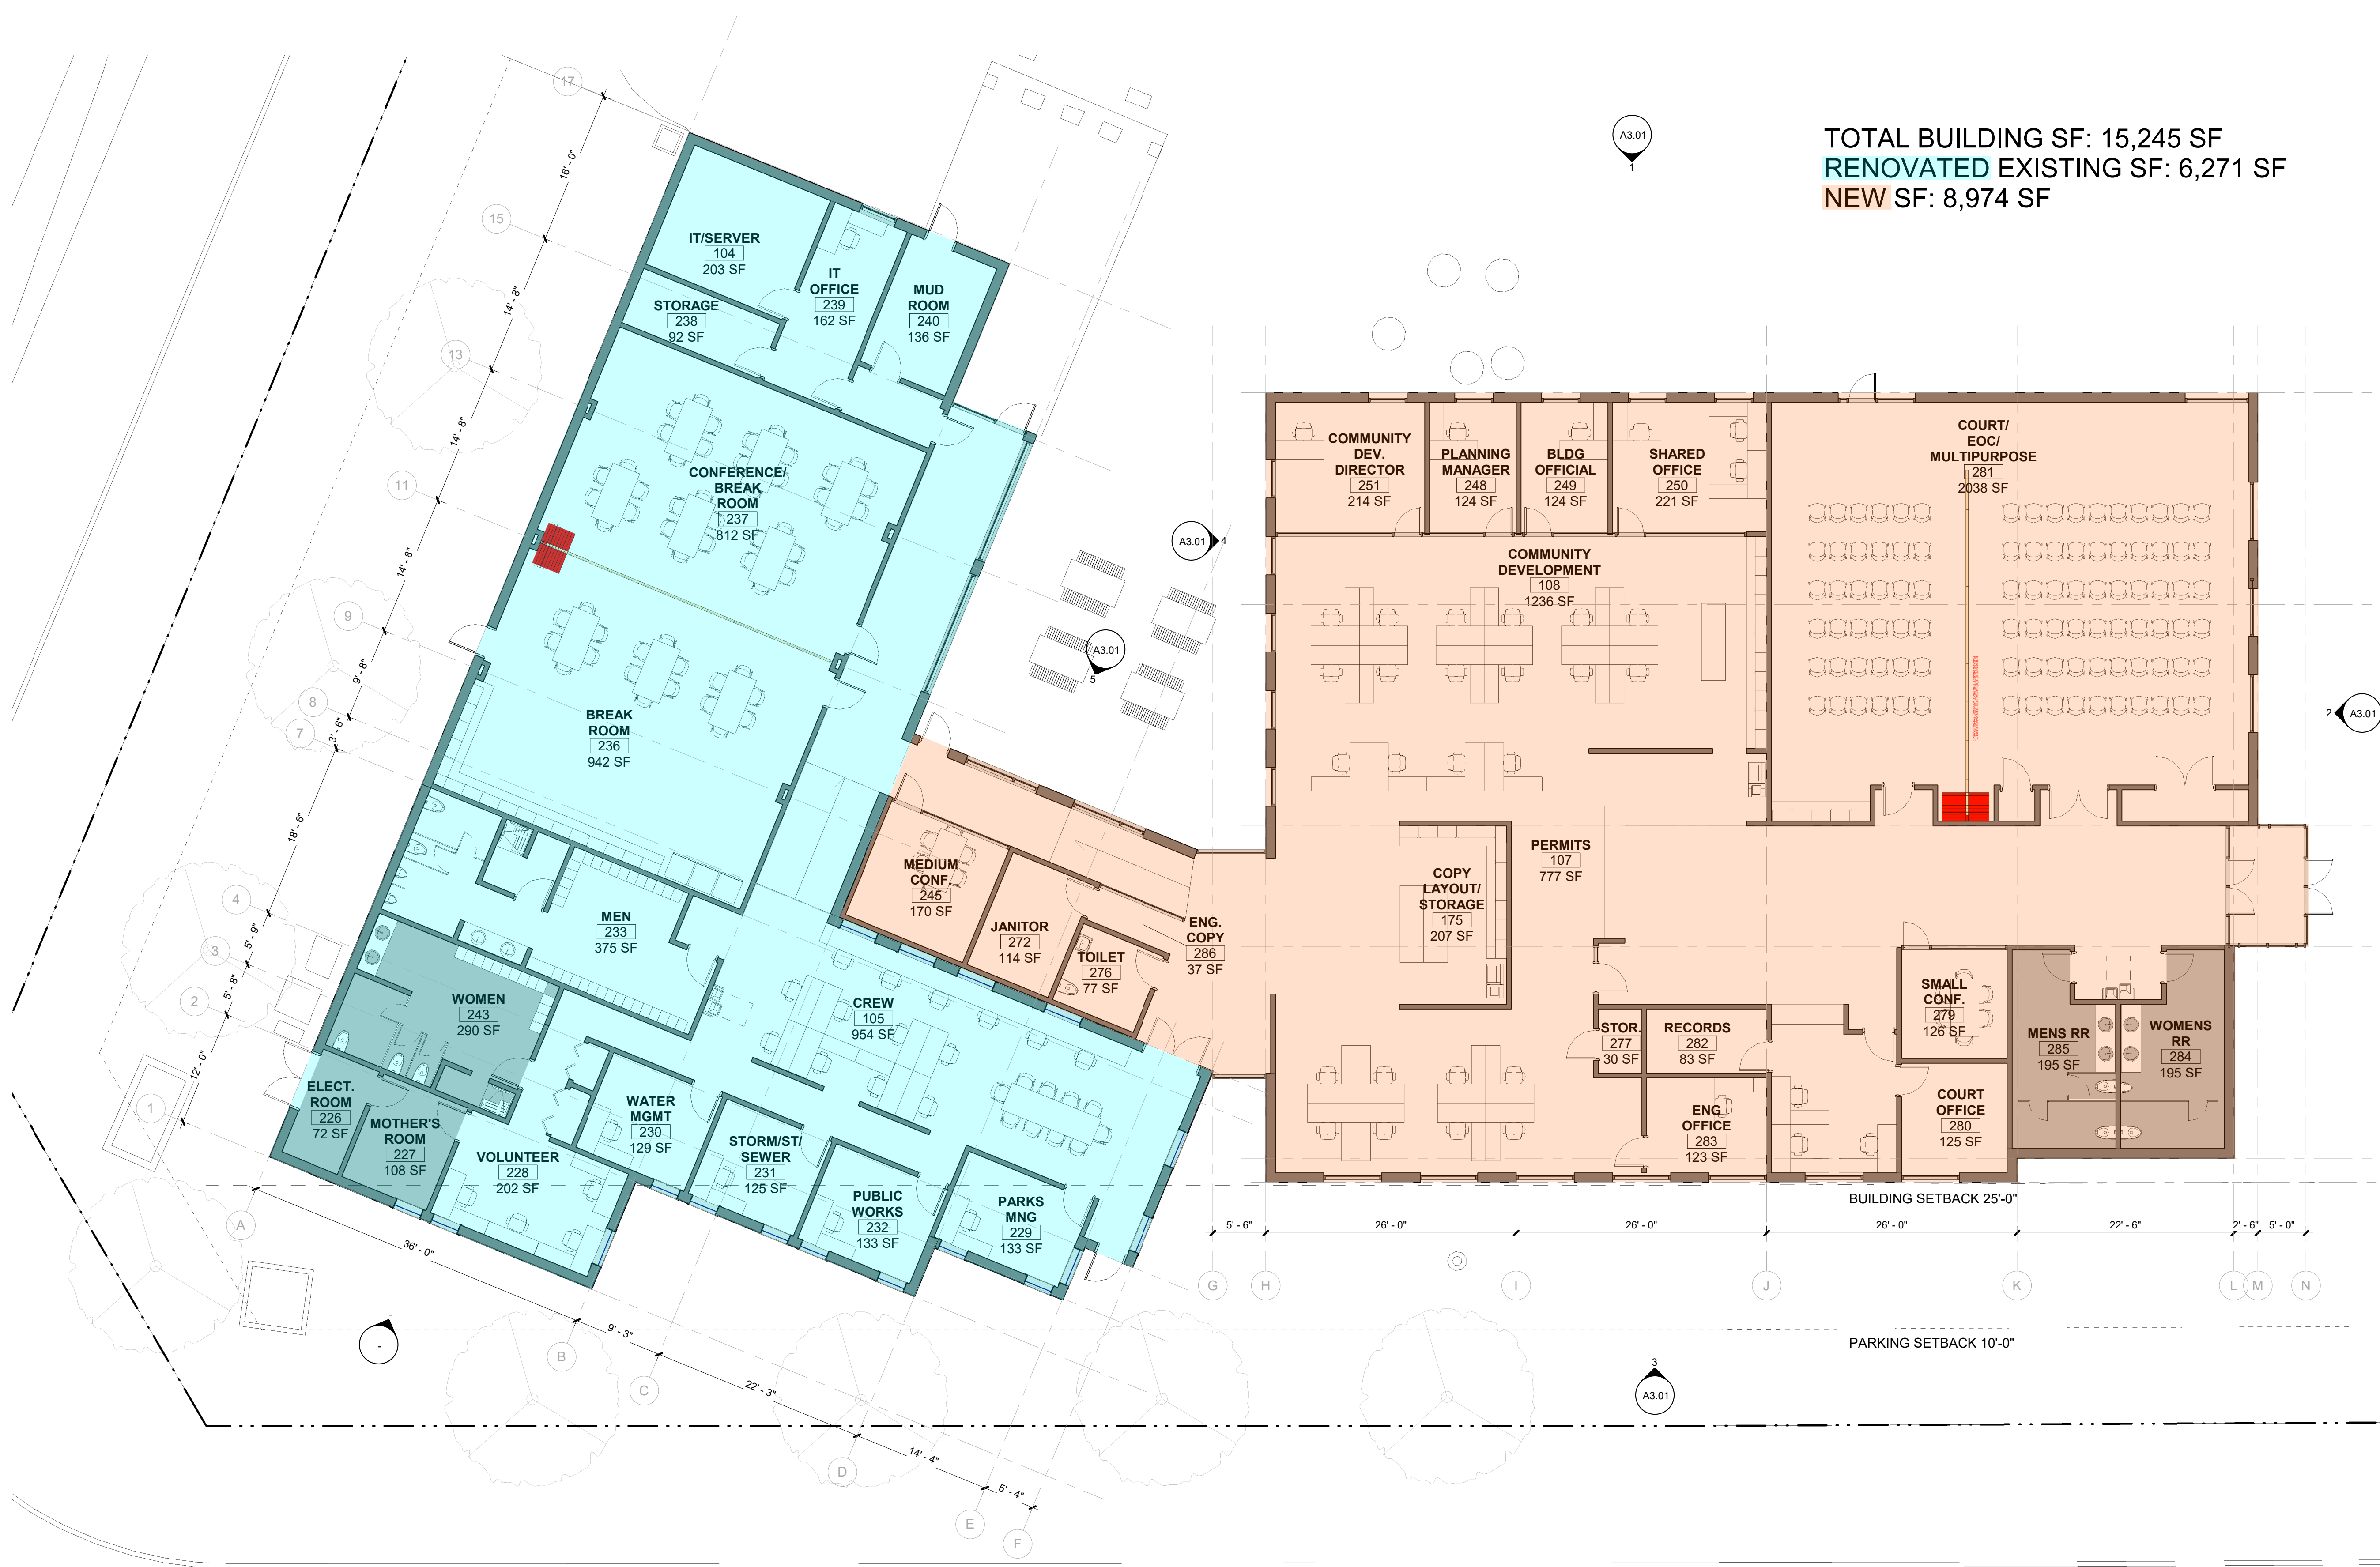 17
A3.01
1
TOTAL BUILDING SF: 15,245 SF
RENOVATED EXISTING SF: 6,271 SF
NEW SF: 8,974 SF
16' - 0"
15
14' - 8"
13
14' - 8"
11
14' - 8"
9
9' - 8"
8
3' - 6"
7
18' - 6"
4
5' - 9"
3
5' - 8"
2
12' - 0"
1
IT/SERVER
104
203 SF
IT
OFFICE
239
162 SF
MUD
ROOM
240
136 SF
STORAGE
238
92 SF
CONFERENCE/
BREAK
ROOM
237
812 SF
BREAK
ROOM
236
942 SF
A3.01
4
A3.01
5
MEN
233
375 SF
WOMEN
243
290 SF
CREW
105
954 SF
MEDIUM
CONF.
245
170 SF
JANITOR
272
114 SF
TOILET
276
77 SF
ENG.
COPY
286
37 SF
ELECT.
ROOM
226
72 SF
MOTHER'S
ROOM
227
108 SF
VOLUNTEER
228
202 SF
WATER
MGMT
230
129 SF
STORM/ST/
SEWER
231
125 SF
PUBLIC
WORKS
232
133 SF
PARKS
MNG
229
133 SF
COMMUNITY
DEV.
DIRECTOR
251
214 SF
PLANNING
MANAGER
248
124 SF
BLDG
OFFICIAL
249
124 SF
SHARED
OFFICE
250
221 SF
COURT/
EOC/
MULTIPURPOSE
281
2038 SF
COMMUNITY
DEVELOPMENT
108
1236 SF
2
A3.01
PERMITS
107
777 SF
COPY
LAYOUT/
STORAGE
175
207 SF
STOR.
277
30 SF
RECORDS
282
83 SF
ENG
OFFICE
283
123 SF
SMALL
CONF.
279
126 SF
COURT
OFFICE
280
125 SF
MENS RR
285
195 SF
WOMENS
RR
284
195 SF
BUILDING SETBACK 25'-0"
5' - 6"
26' - 0"
26' - 0"
26' - 0"
22' - 6"
2' - 6"
5' - 0"
G
H
I
J
K
L
M
N
PARKING SETBACK 10'-0"
3
A3.01
-
-
A
36' - 0"
B
9' - 3"
C
22' - 3"
D
14' - 4"
E
5' - 4"
F